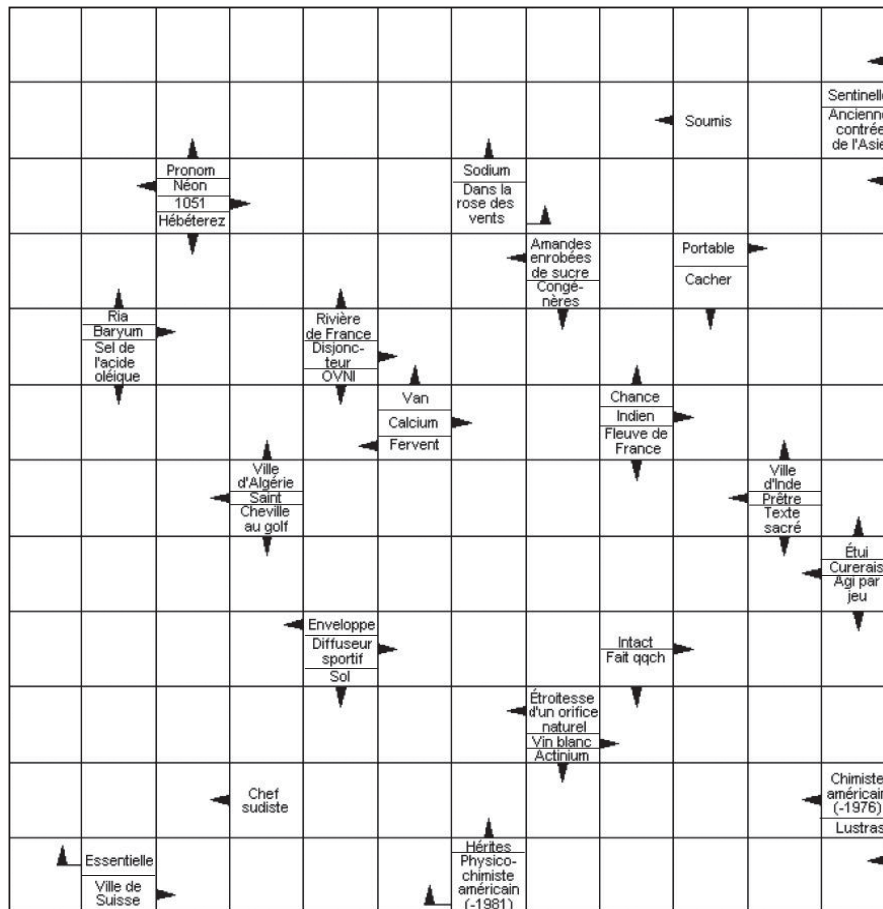 Soumis
Sentinelle
Ancienne
contrée
de l'Asie
Pronom
Néon
1051
Hébéterez
Sodium
Dans la
rose des
vents
Amandes
enrobées
de sucre
Congé-
nères
Portable
Cacher
Ria
Baryum
Sel de
l'acide
oléique
Rivière
de France
Disjonc-
teur
OVNI
Van
Calcium
Fervent
Chance
Indien
Fleuve de
France
Ville
d'Algérie
Saint
Cheville
au golf
Ville
d'Inde
Prêtre
Texte
sacré
Étui
Curerais
Agi par
jeu
Enveloppe
Diffuseur
sportif
Sol
Intact
Fait qqch
Étroitesse
d'un orifice
naturel
Vin blanc
Actinium
Chef
sudiste
Chimiste
américain
(-1976)
Lustras
Essentielle
Ville de
Suisse
Hérites
Physico-
chimiste
américain
(-1981)